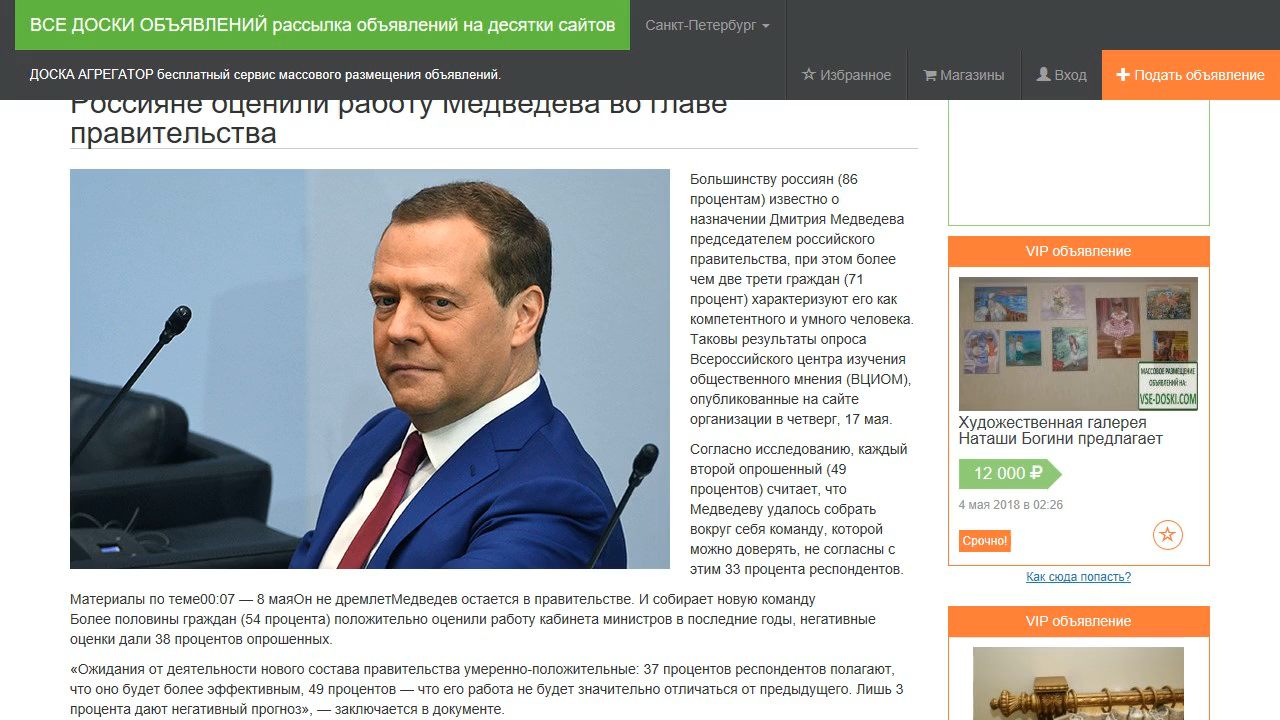 ВСЕ ДОСКИ ОБЪЯВЛЕНИЙ рассылка объявлений на десятки сайтов
Санкт-Петербург
ДОСКА АГРЕГАТОР бесплатный сервис массового размещения объявлений.
Избранное
Магазины
Вход
Подать объявление
Россияне оценили работу Медведева во главе
правительства
Большинству россиян (86
процентам) известно о
назначении Дмитрия Медведева
председателем российского
правительства, при этом более
чем две трети граждан (71
процент) характеризуют его как
компетентного и умного человека.
Таковы результаты опроса
Всероссийского центра изучения
общественного мнения (ВЦИОМ),
опубликованные на сайте
организации в четверг, 17 мая.
Согласно исследованию, каждый
второй опрошенный (49
процентов) считает, что
Медведеву удалось собрать
вокруг себя команду, которой
можно доверять, не согласны с
этим 33 процента респондентов.
Материалы по теме00:07 — 8 маяОн не дремлетМедведев остается в правительстве. И собирает новую команду
Более половины граждан (54 процента) положительно оценили работу кабинета министров в последние годы, негативные
оценки дали 38 процентов опрошенных.
«Ожидания от деятельности нового состава правительства умеренно-положительные: 37 процентов респондентов полагают,
что оно будет более эффективным, 49 процентов — что его работа не будет значительно отличаться от предыдущего. Лишь 3
процента дают негативный прогноз», — заключается в документе.
VIP объявление
МАССОВОЕ РАЗМЕЩЕНИЕ
ОБЪЯВЛЕНИЙ НА:
VSE-DOSKI.COM
Художественная галерея
Наташи Богини предлагает
12 000 ₽
4 мая 2018 в 02:26
Срочно!
Как сюда попасть?
VIP объявление